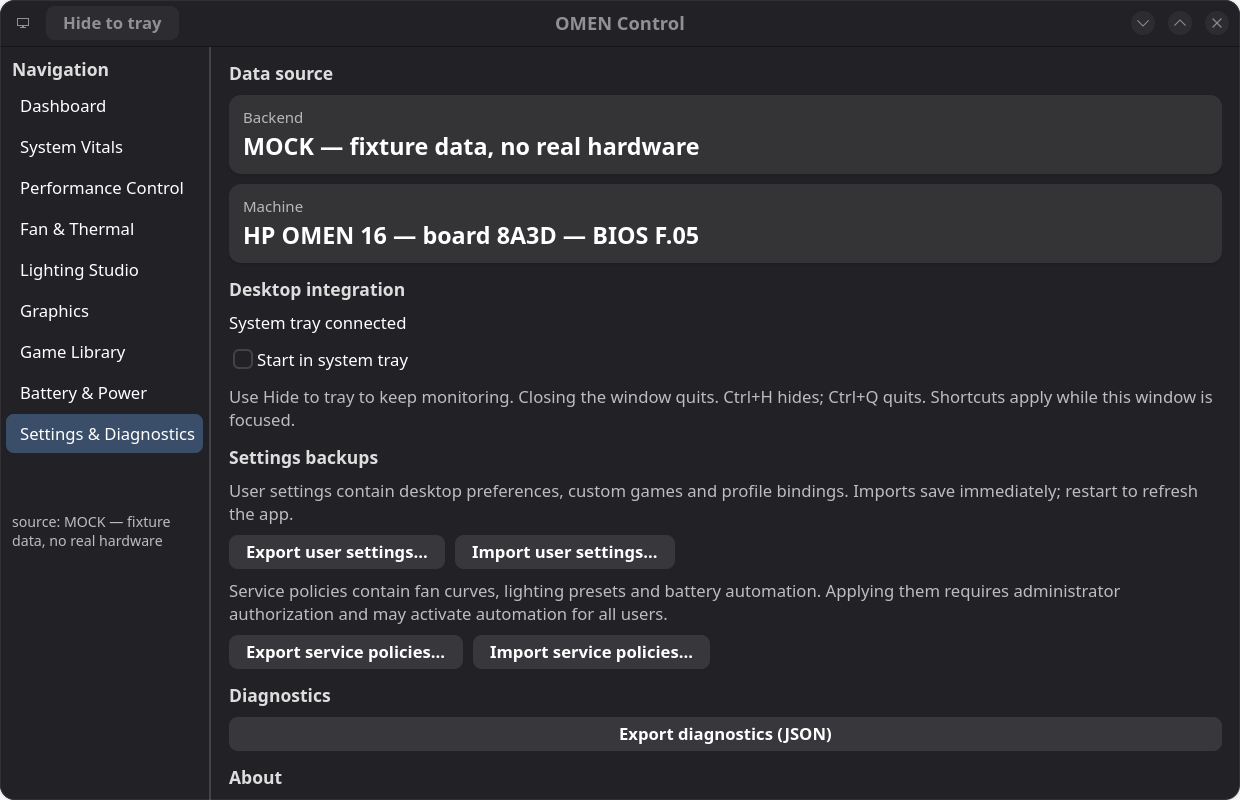 Hide to tray
OMEN Control
Navigation
Dashboard
System Vitals
Performance Control
Fan & Thermal
Lighting Studio
Graphics
Game Library
Battery & Power
Settings & Diagnostics
source: MOCK — fixture
data, no real hardware
Data source
Backend
MOCK — fixture data, no real hardware
Machine
HP OMEN 16 — board 8A3D — BIOS F.05
Desktop integration
System tray connected
Start in system tray
Use Hide to tray to keep monitoring. Closing the window quits. Ctrl+H hides; Ctrl+Q quits. Shortcuts apply while this window is
focused.
Settings backups
User settings contain desktop preferences, custom games and profile bindings. Imports save immediately; restart to refresh
the app.
Export user settings...
Import user settings...
Service policies contain fan curves, lighting presets and battery automation. Applying them requires administrator
authorization and may activate automation for all users.
Export service policies...
Import service policies...
Diagnostics
Export diagnostics (JSON)
About